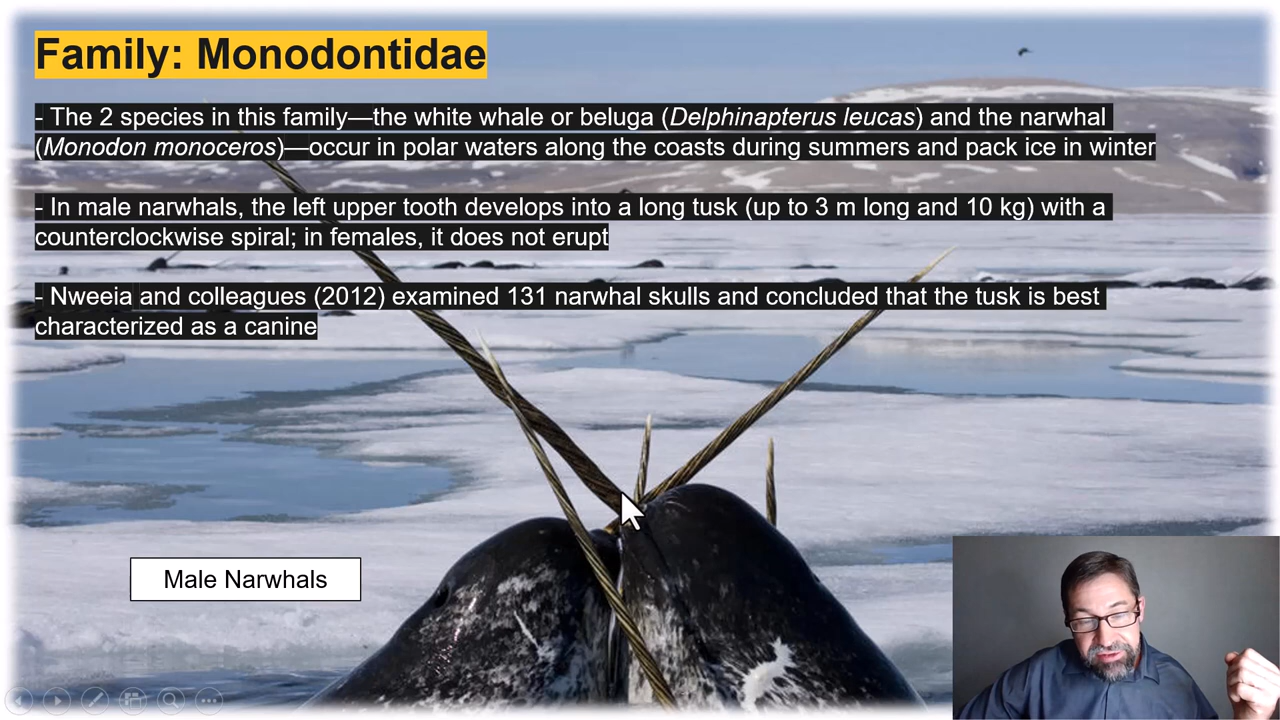 Family: Monodontidae
- The 2 species in this family—the white whale or beluga (Delphinapterus leucas) and the narwhal
(Monodon monoceros)—occur in polar waters along the coasts during summers and pack ice in winter
- In male narwhals, the left upper tooth develops into a long tusk (up to 3 m long and 10 kg) with a
counterclockwise spiral; in females, it does not erupt
- Nweeia and colleagues (2012) examined 131 narwhal skulls and concluded that the tusk is best
characterized as a canine
Male Narwhals